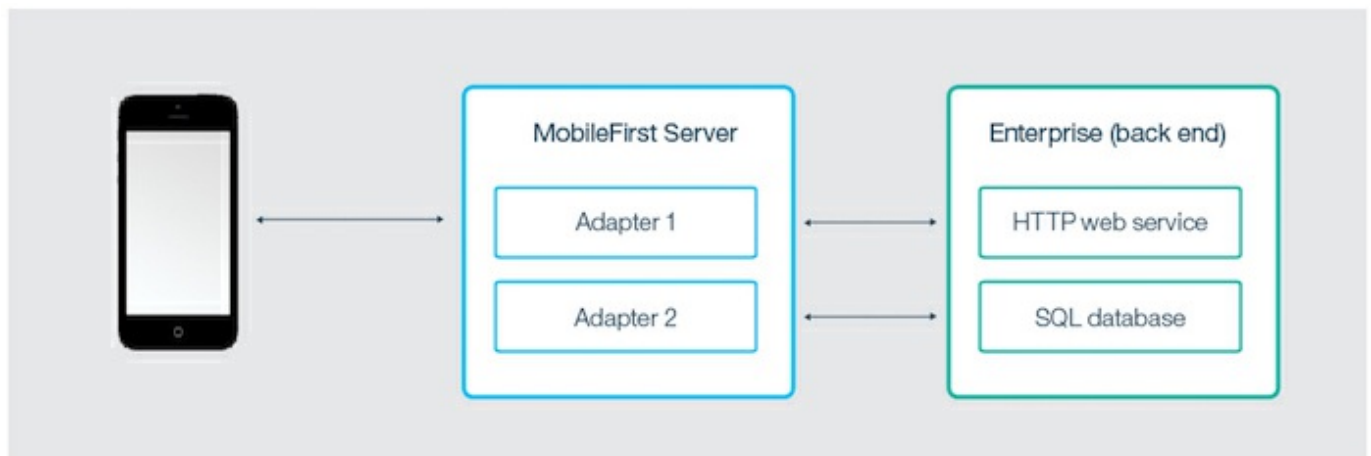 MobileFirst Server
Adapter 1
Adapter 2
Enterprise (back end)
HTTP web service
SQL database